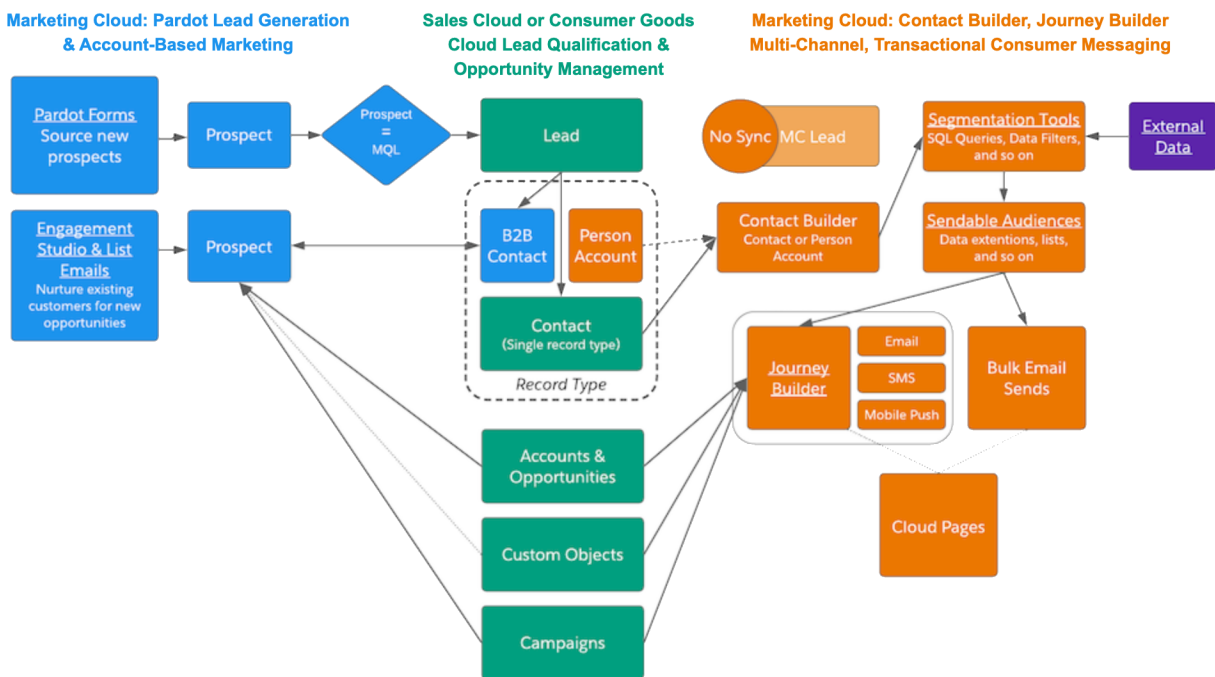 Marketing Cloud: Pardot Lead Generation
& Account-Based Marketing
Sales Cloud or Consumer Goods
Cloud Lead Qualification &
Opportunity Management
Marketing Cloud: Contact Builder, Journey Builder
Multi-Channel, Transactional Consumer Messaging
Pardot Forms
Source new
prospects
Prospect
Prospect
=
MQL
Lead
No Sync
MC Lead
Segmentation Tools
SQL Queries, Data Filters,
and so on
External
Data
Engagement
Studio & List
Emails
Nurture existing
customers for new
opportunities
Prospect
B2B
Contact
Person
Account
Contact
(Single record type)
Record Type
Contact Builder
Contact or Person
Account
Sendable Audiences
Data extentions, lists,
and so on
Journey
Builder
Email
SMS
Mobile Push
Bulk Email
Sends
Accounts &
Opportunities
Custom Objects
Campaigns
Cloud Pages